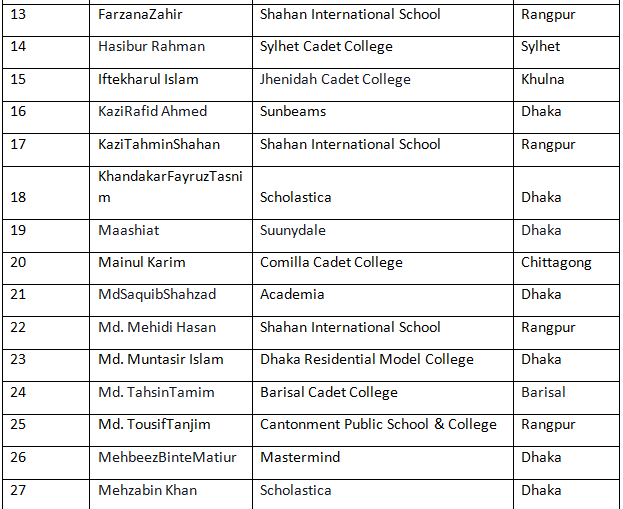 13 FarzanaZahir Shahan International School Rangpur
14 Hasibur Rahman Sylhet Cadet College Sylhet
15 Iftekharul Islam Jhenidah Cadet College Khulna
16 KaziRafid Ahmed Sunbeams Dhaka
17 KaziTahminShahan Shahan International School Rangpur
KhandakarFayruzTasni
18 m Scholastica Dhaka
19 Maashiat Suunydale Dhaka
20 Mainul Karim Comilla Cadet College Chittagong
21 MdSaquibShahzad Academia Dhaka
22 Md. Mehidi Hasan Shahan International School Rangpur
23 Md. Muntasir Islam Dhaka Residential Model College Dhaka
24 Md. TahsinTamim Barisal Cadet College Barisal
25 Md. TousifTanjim Cantonment Public School & College Rangpur
26 MehbeezBinteMatiur Mastermind Dhaka
27 Mehzabin Khan Scholastica Dhaka